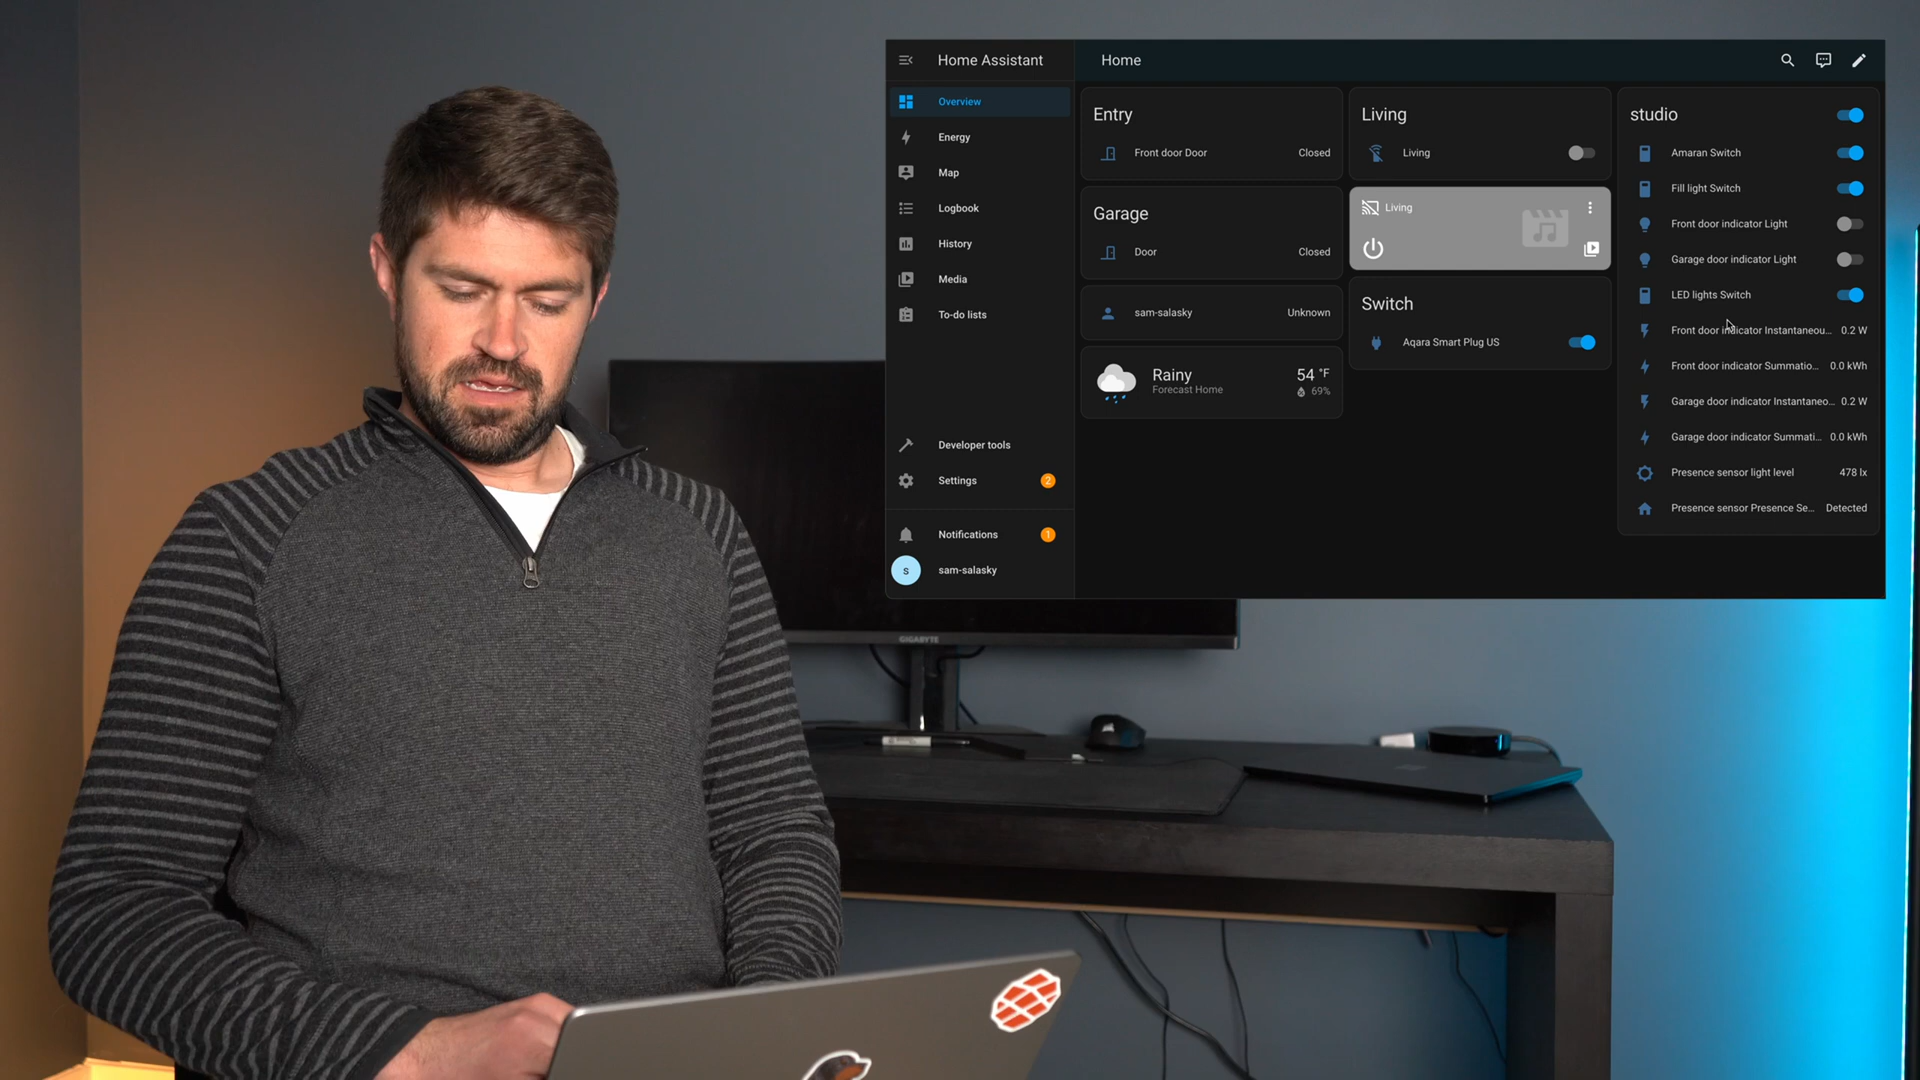 Home Assistant
Home
Overview
Energy
Map
Logbook
History
Media
To-do lists
Developer tools
Settings 2
Notifications 1
s sam-salasky
Entry
Front door Door Closed
Garage
Door Closed
sam-salasky Unknown
Rainy 54 °F
Forecast Home 69%
Living
Living
Living
Switch
Aqara Smart Plug US
studio
Amaran Switch
Fill light Switch
Front door indicator Light
Garage door indicator Light
LED lights Switch
Front door indicator Instantaneou... 0.2 W
Front door indicator Summatio... 0.0 kWh
Garage door indicator Instantaneo... 0.2 W
Garage door indicator Summati... 0.0 kWh
Presence sensor light level 478 lx
Presence sensor Presence Se... Detected
GIGABYTE